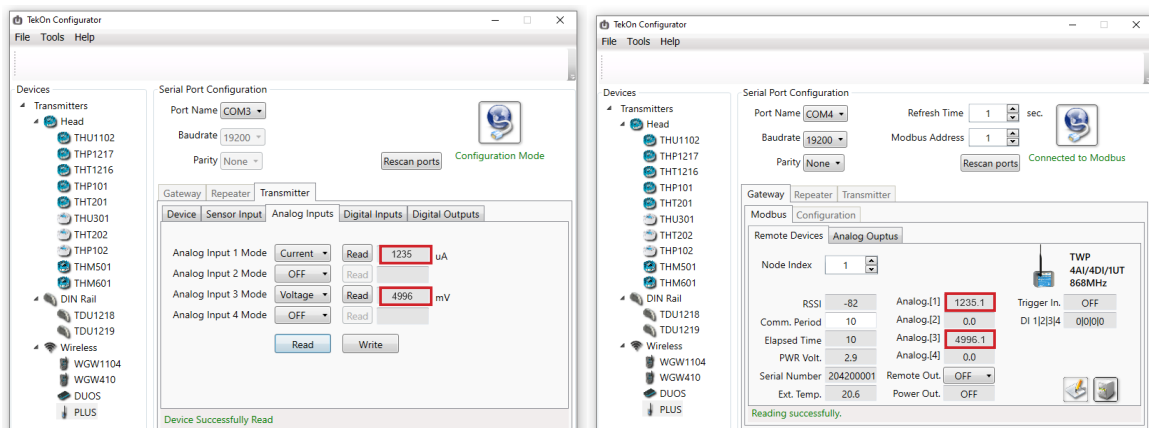 TekOn Configurator
File Tools Help
Devices
Transmitters
Head
THU1102
THP1217
THT1216
THP101
THT201
THU301
THT202
THP102
THM501
THM601
DIN Rail
TDU1218
TDU1219
Wireless
WGW1104
WGW410
DUOS
PLUS
Serial Port Configuration
Port Name COM3
Baudrate 19200
Parity None
Rescan ports
Configuration Mode
Gateway Repeater Transmitter
Device Sensor Input Analog Inputs Digital Inputs Digital Outputs
Analog Input 1 Mode Current Read 1235 uA
Analog Input 2 Mode OFF Read
Analog Input 3 Mode Voltage Read 4996 mV
Analog Input 4 Mode OFF Read
Read Write
Device Successfully Read
TekOn Configurator
File Tools Help
Devices
Transmitters
Head
THU1102
THP1217
THT1216
THP101
THT201
THU301
THT202
THP102
THM501
THM601
DIN Rail
TDU1218
TDU1219
Wireless
WGW1104
WGW410
DUOS
PLUS
Serial Port Configuration
Port Name COM4 Refresh Time 1 sec.
Baudrate 19200 Modbus Address 1
Parity None Rescan ports
Connected to Modbus
Gateway Repeater Transmitter
Modbus Configuration
Remote Devices Analog Ouptus
Node Index 1
TWP
4AI/4DI/1UT
868MHz
RSSI -82 Analog.[1] 1235.1 Trigger In. OFF
Comm. Period 10 Analog.[2] 0.0 DI 1|2|3|4 0|0|0|0
Elapsed Time 10 Analog.[3] 4996.1
PWR Volt. 2.9 Analog.[4] 0.0
Serial Number 204200001 Remote Out. OFF
Ext. Temp. 20.6 Power Out. OFF
Reading successfully.